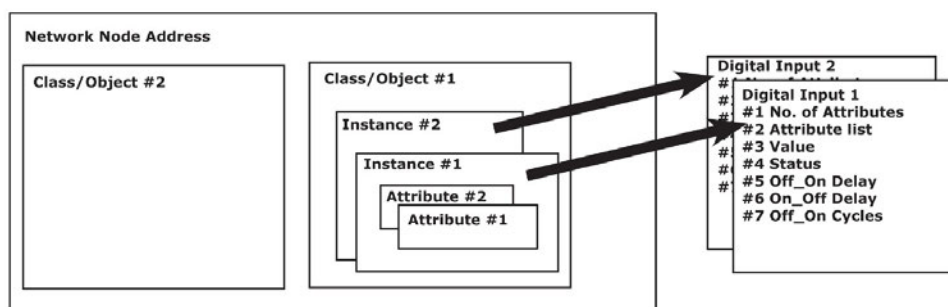 Network Node Address
Class/Object #2
Class/Object #1
Instance #2
Instance #1
Attribute #2
Attribute #1
Digital Input 2
Digital Input 1
#1 No. of Attributes
#2 Attribute list
#3 Value
#4 Status
#5 Off_On Delay
#6 On_Off Delay
#7 Off_On Cycles